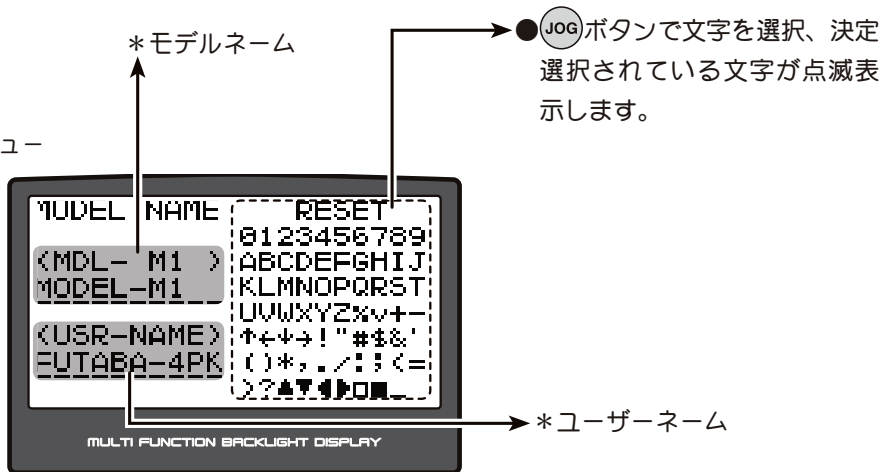 ＊モデルネーム
●JOGボタンで文字を選択、決定
選択されている文字が点滅表
示します。
ュー
MODEL NAME
RESET
0123456789
(MDL- M1 )
ABCDEFGHIJ
MODEL-M1
KLMNOPQRST
UVWXYZ%v+-
(USR-NAME)
↑←↓→!"#$&'
FUTABA-4PK
()*,./:;<=
>?▲▼◀▶□■_
＊ユーザーネーム
MULTI FUNCTION BACKLIGHT DISPLAY